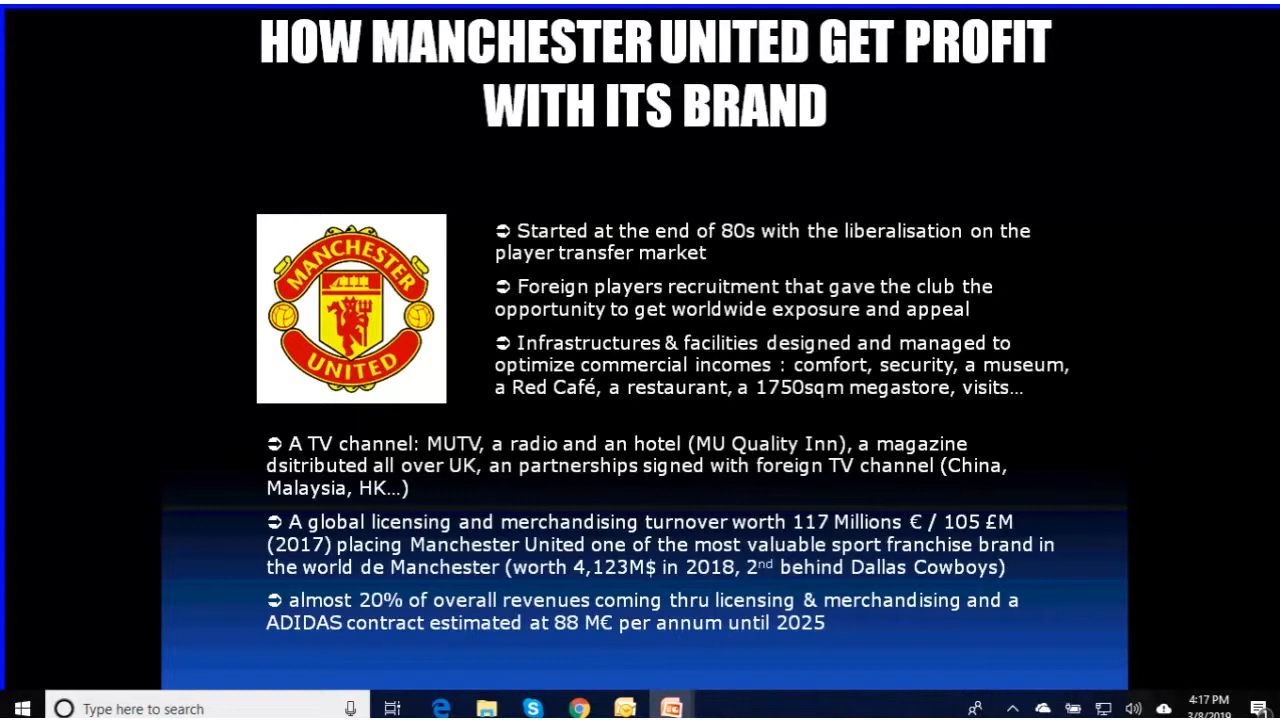 HOW MANCHESTER UNITED GET PROFIT
WITH ITS BRAND
MANCHESTER
UNITED
➲ Started at the end of 80s with the liberalisation on the
player transfer market
➲ Foreign players recruitment that gave the club the
opportunity to get worldwide exposure and appeal
➲ Infrastructures & facilities designed and managed to
optimize commercial incomes : comfort, security, a museum,
a Red Café, a restaurant, a 1750sqm megastore, visits...
➲ A TV channel: MUTV, a radio and an hotel (MU Quality Inn), a magazine
dsitributed all over UK, an partnerships signed with foreign TV channel (China,
Malaysia, HK...)
➲ A global licensing and merchandising turnover worth 117 Millions € / 105 £M
(2017) placing Manchester United one of the most valuable sport franchise brand in
the world de Manchester (worth 4,123M$ in 2018, 2nd behind Dallas Cowboys)
➲ almost 20% of overall revenues coming thru licensing & merchandising and a
ADIDAS contract estimated at 88 M€ per annum until 2025
Type here to search
4:17 PM
3/8/2019